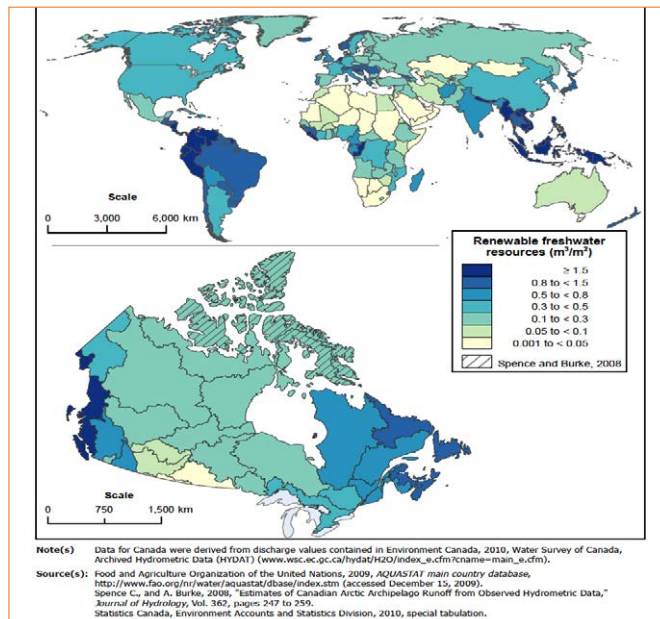 Scale
0 3,000 6,000 km
Renewable freshwater
resources (m³/m²)
≥ 1.5
0.8 to < 1.5
0.5 to < 0.8
0.3 to < 0.5
0.1 to < 0.3
0.05 to < 0.1
0.001 to < 0.05
Spence and Burke, 2008
Scale
0 750 1,500 km
Note(s) Data for Canada were derived from discharge values contained in Environment Canada, 2010, Water Survey of Canada,
Archived Hydrometric Data (HYDAT) (www.wsc.ec.gc.ca/hydat/H2O/index_e.cfm?cname=main_e.cfm).
Source(s): Food and Agriculture Organization of the United Nations, 2009, AQUASTAT main country database,
http://www.fao.org/nr/water/aquastat/dbase/index.stm (accessed December 15, 2009).
Spence C., and A. Burke, 2008, "Estimates of Canadian Arctic Archipelago Runoff from Observed Hydrometric Data,"
Journal of Hydrology, Vol. 362, pages 247 to 259.
Statistics Canada, Environment Accounts and Statistics Division, 2010, special tabulation.